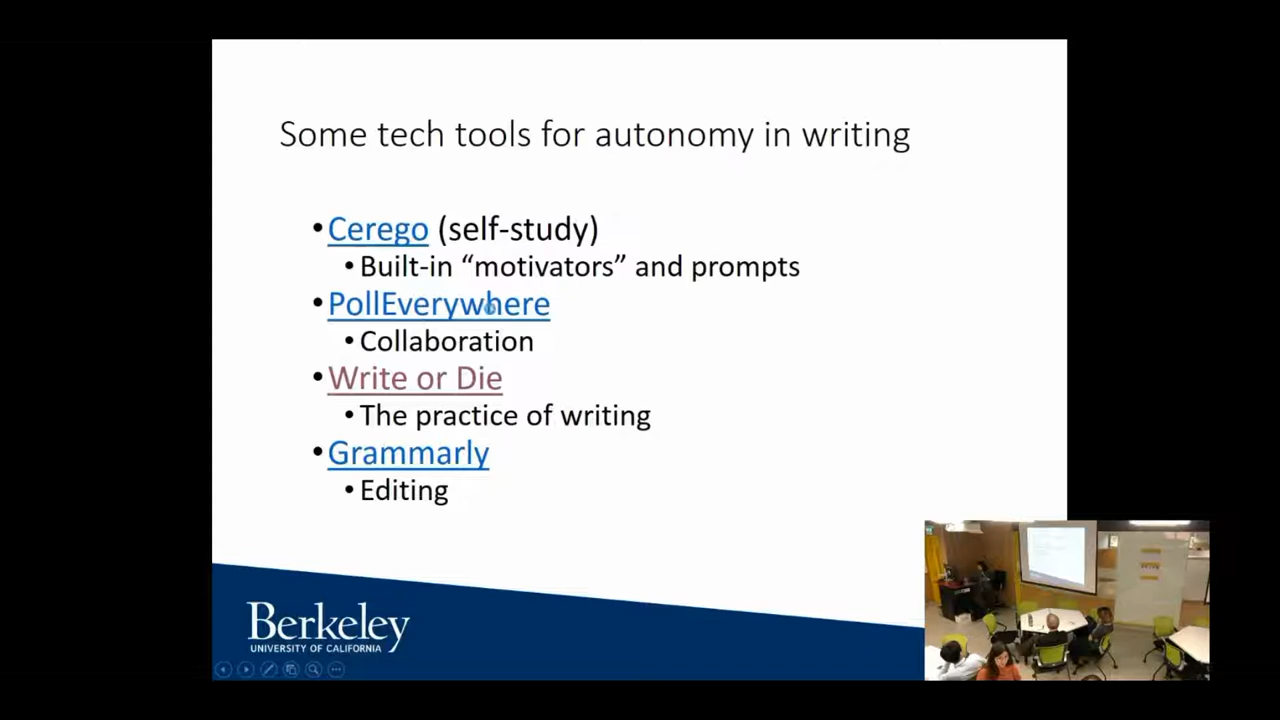 Some tech tools for autonomy in writing
•Cerego (self-study)
•Built-in “motivators” and prompts
•PollEverywhere
•Collaboration
•Write or Die
•The practice of writing
•Grammarly
•Editing
Berkeley
UNIVERSITY OF CALIFORNIA